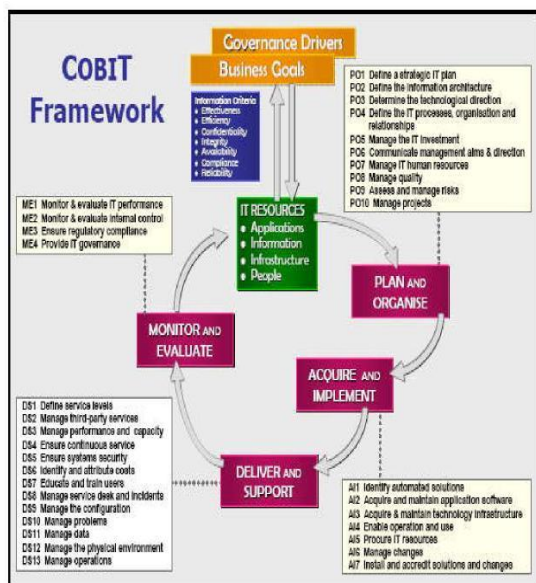 COBIT
Framework
Governance Drivers
Business Goals
Information Criteria
• Effectiveness
• Efficiency
• Confidenticlity
• Integrity
• Availability
• Compliance
• Reliability
IT RESOURCES
• Applications
• Information
• Infrastructure
• People
PO1 Define a strategic IT plan
PO2 Define the information architecture
PO3 Determine the technological direction
PO4 Define the IT processes, organisation and
relationships
PO5 Manage the IT Investment
PO6 Communicate management aims & direction
PO7 Manage IT human resources
PO8 Manage quality
PO9 Assess and manage risks
PO10 Manage projects
PLAN AND
ORGANISE
ACQUIRE AND
IMPLEMENT
AI1 Identify automated solutions
AI2 Acquire and maintain application software
AI3 Acquire & maintain technology infrastructure
AI4 Enable operation and use
AI5 Procure IT resources
AI6 Manage changes
AI7 Install and accredit solutions and changes
DELIVER AND
SUPPORT
DS1 Define service levels
DS2 Manage third-party services
DS3 Manage performance and capacity
DS4 Ensure continuous service
DS5 Ensure systems security
DS6 Identify and attribute costs
DS7 Educate and train users
DS8 Manage service desk and incidents
DS9 Manage the configuration
DS10 Manage problems
DS11 Manage data
DS12 Manage the physical environment
DS13 Manage operations
MONITOR AND
EVALUATE
ME1 Monitor & evaluate IT performance
ME2 Monitor & evaluate internal control
ME3 Ensure regulatory compliance
ME4 Provide IT governance